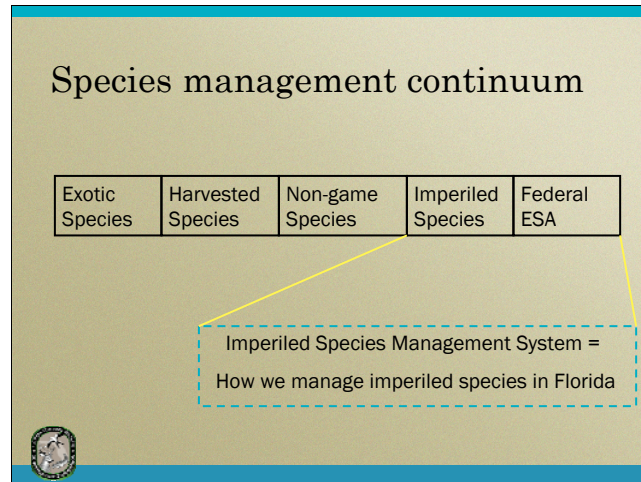 Species management continuum
Exotic
Species
Harvested
Species
Non-game
Species
Imperiled
Species
Federal
ESA
Imperiled Species Management System =
How we manage imperiled species in Florida